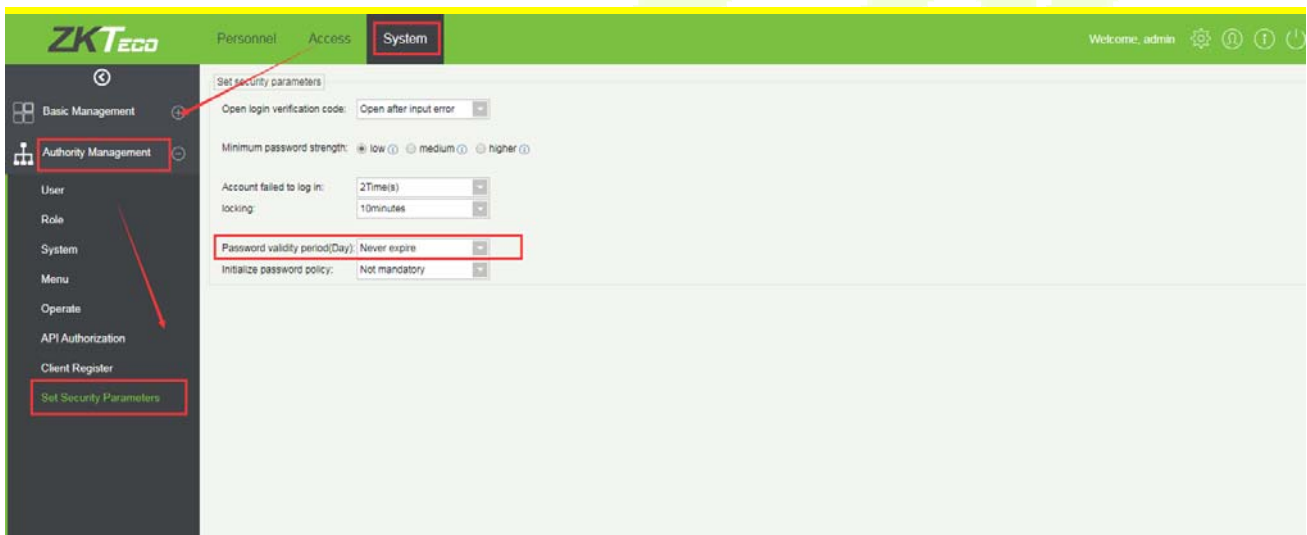 ZKTECO Personnel Access System Welcome, admin
Set security parameters
Basic Management
Open login verification code: Open after input error
Authority Management
Minimum password strength: low medium higher
User
Account failed to log in: 2Time(s)
locking: 10minutes
Role
System
Password validity period(Day): Never expire
Menu
Initialize password policy: Not mandatory
Operate
API Authorization
Client Register
Set Security Parameters